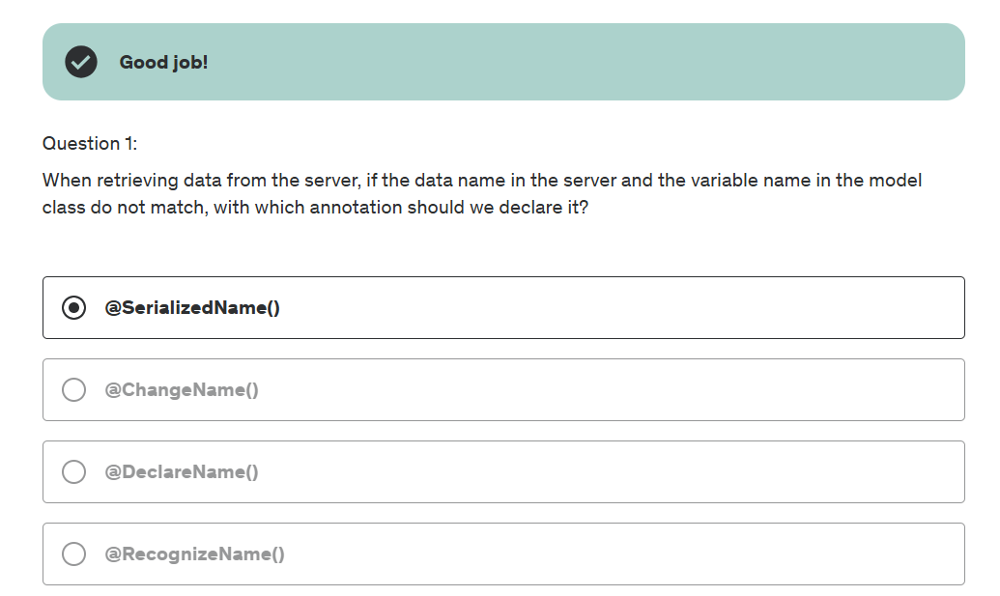 Good job!
Question 1:
When retrieving data from the server, if the data name in the server and the variable name in the model
class do not match, with which annotation should we declare it?
@SerializedName()
@ChangeName()
@DeclareName()
@RecognizeName()